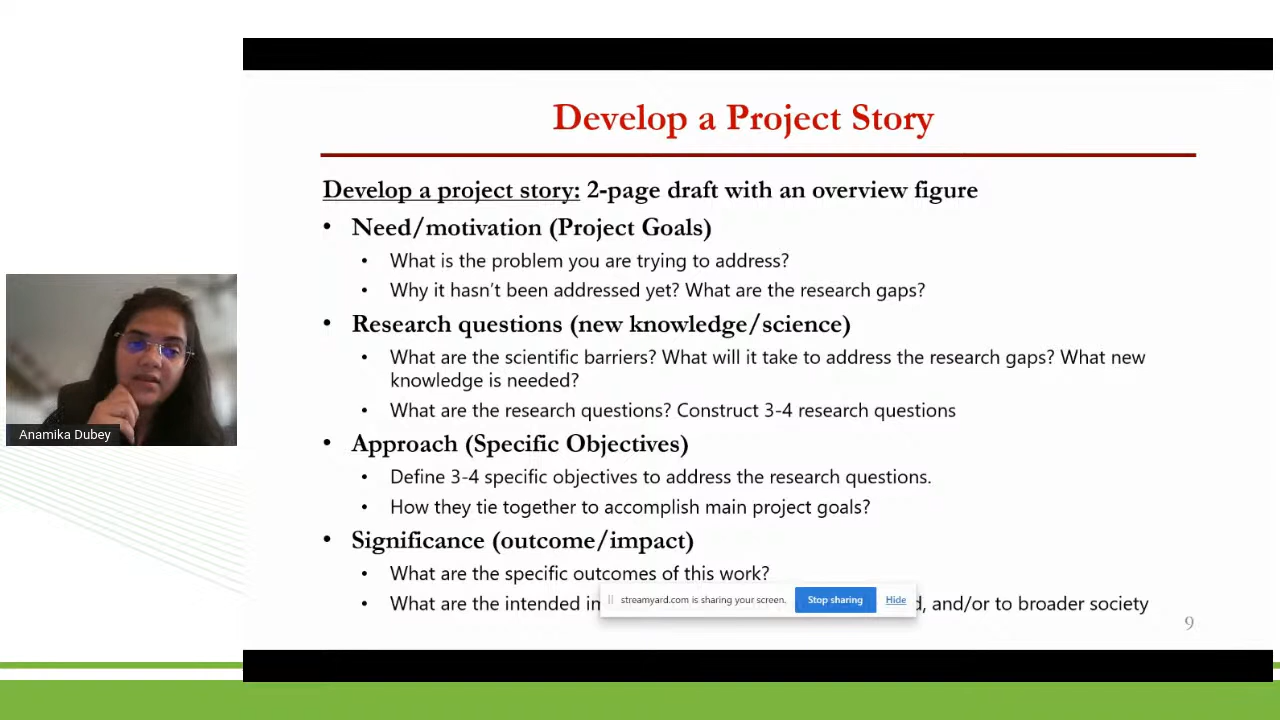 Develop a Project Story
Develop a project story: 2-page draft with an overview figure
• Need/motivation (Project Goals)
• What is the problem you are trying to address?
• Why it hasn't been addressed yet? What are the research gaps?
• Research questions (new knowledge/science)
• What are the scientific barriers? What will it take to address the research gaps? What new
knowledge is needed?
• What are the research questions? Construct 3-4 research questions
Anamika Dubey
• Approach (Specific Objectives)
• Define 3-4 specific objectives to address the research questions.
• How they tie together to accomplish main project goals?
• Significance (outcome/impact)
• What are the specific outcomes of this work?
• What are the intended , and/or to broader society
streamyard.com is sharing your screen. Stop sharing Hide
9